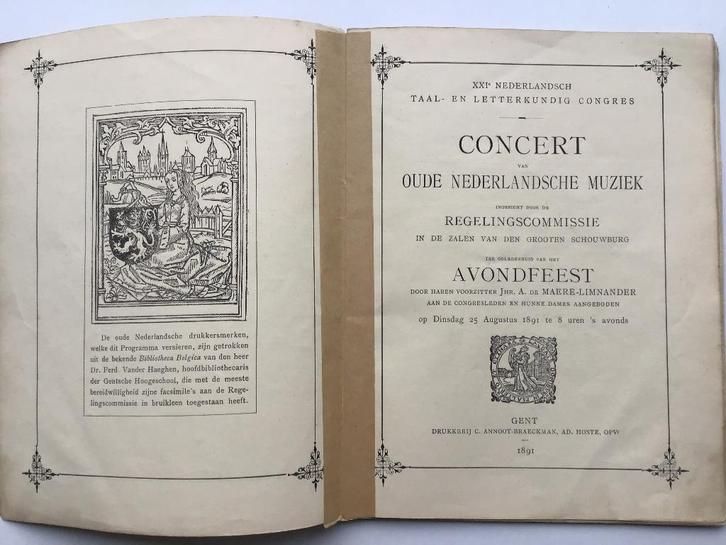 De oude Nederlandsche drukkersmerken,
welke dit Programma versieren, zijn getrokken
uit de bekende Bibliotheca Belgica van den heer
Dr. Ferd. Vander Haeghen, hoofdbibliothecaris
der Gentsche Hoogeschool, die met de meeste
bereidwilligheid zijne facsimile's aan de Rege-
lingscommissie in bruikleen toegestaan heeft.
XXIe NEDERLANDSCH
TAAL- EN LETTERKUNDIG CONGRES
CONCERT
VAN
OUDE NEDERLANDSCHE MUZIEK
INGERICHT DOOR DE
REGELINGSCOMMISSIE
IN DE ZALEN VAN DEN GROOTEN SCHOUWBURG
TER GELEGENHEID VAN HET
AVONDFEEST
DOOR HAREN VOORZITTER JHR. A. DE MAERE-LIMNANDER
AAN DE CONGRESLEDEN EN HUNNE DAMES AANGEBODEN
op Dinsdag 25 Augustus 1891 te 8 uren 's avonds
GENT
DRUKKERIJ C. ANNOOT-BRAECKMAN, AD. HOSTE, OPVr
1891